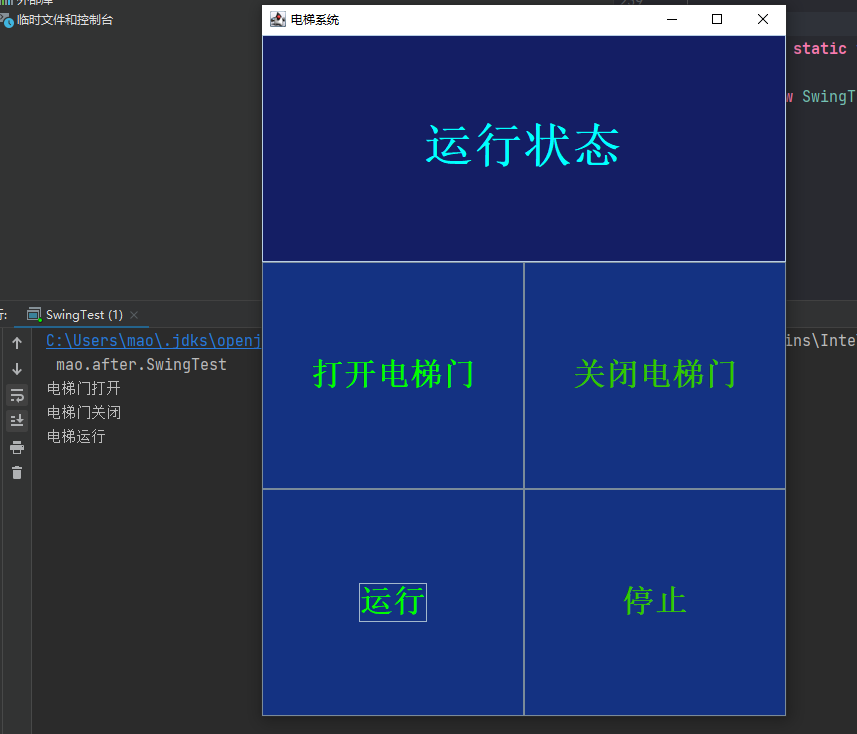 外部库
临时文件和控制台
电梯系统
static
SwingT
运行状态
打开电梯门
关闭电梯门
运行
停止
SwingTest (1)
C:\Users\mao\.jdks\openj
ins\Inte
mao.after.SwingTest
电梯门打开
电梯门关闭
电梯运行